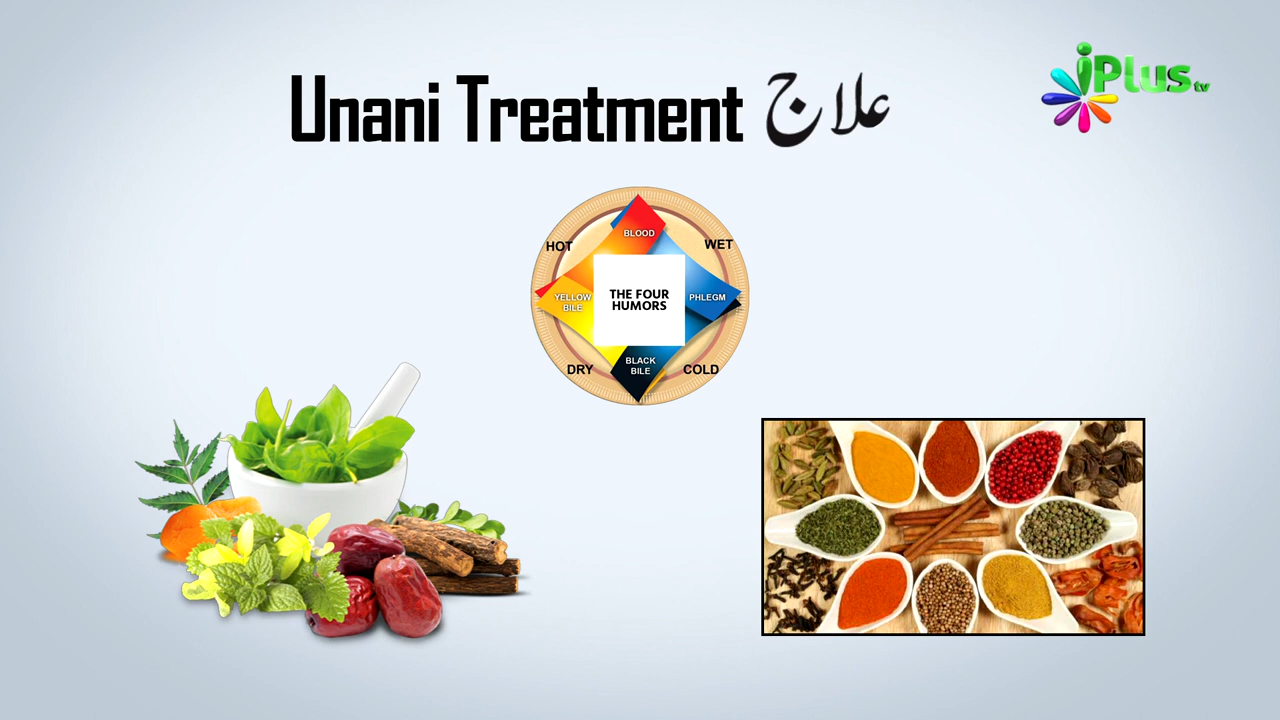 Unani Treatment علاج
iPlus tv
BLOOD
HOT
WET
YELLOW
BILE
THE FOUR
HUMORS
PHLEGM
BLACK
BILE
DRY
COLD